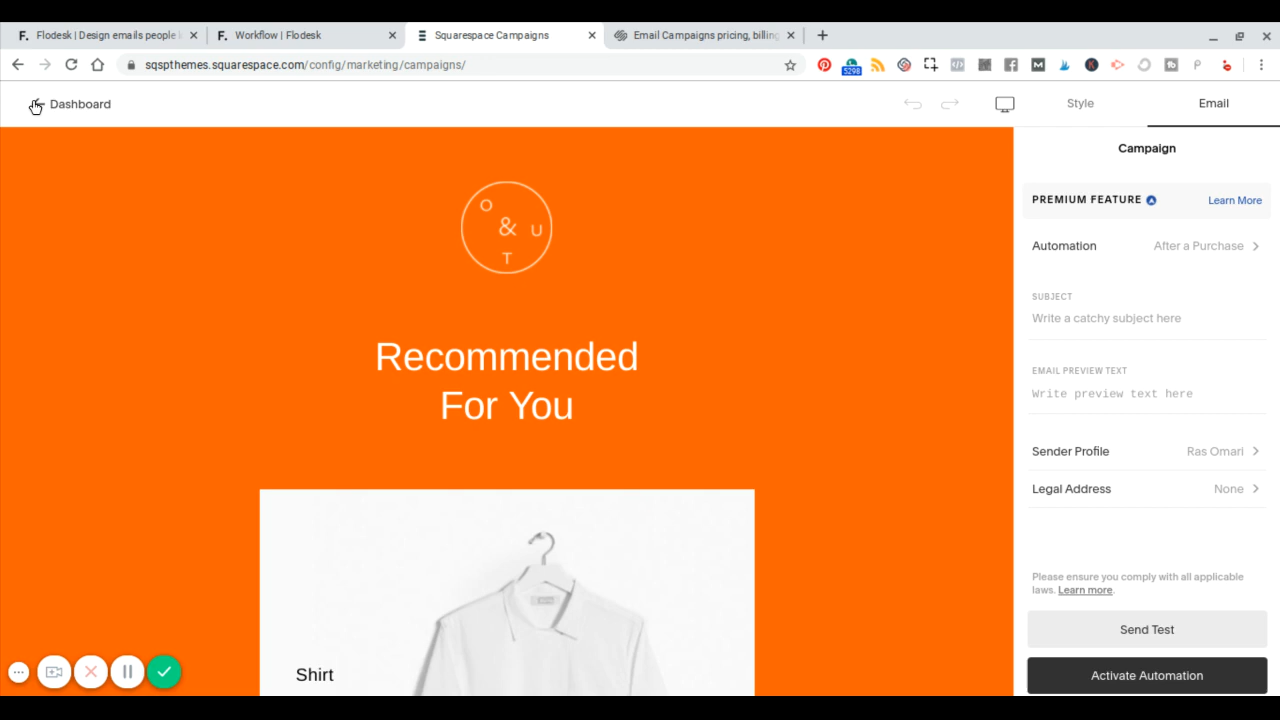 F. Flodesk | Design emails people
F. Workflow | Flodesk
Squarespace Campaigns
Email Campaigns pricing, billing
sqspthemes.squarespace.com/config/marketing/campaigns/
5298
Dashboard
Style
Email
Campaign
PREMIUM FEATURE
Learn More
Automation
After a Purchase
SUBJECT
Write a catchy subject here
EMAIL PREVIEW TEXT
Write preview text here
Sender Profile
Ras Omari
Legal Address
None
Please ensure you comply with all applicable
laws. Learn more.
Send Test
Activate Automation
O
& U
T
Recommended
For You
Shirt